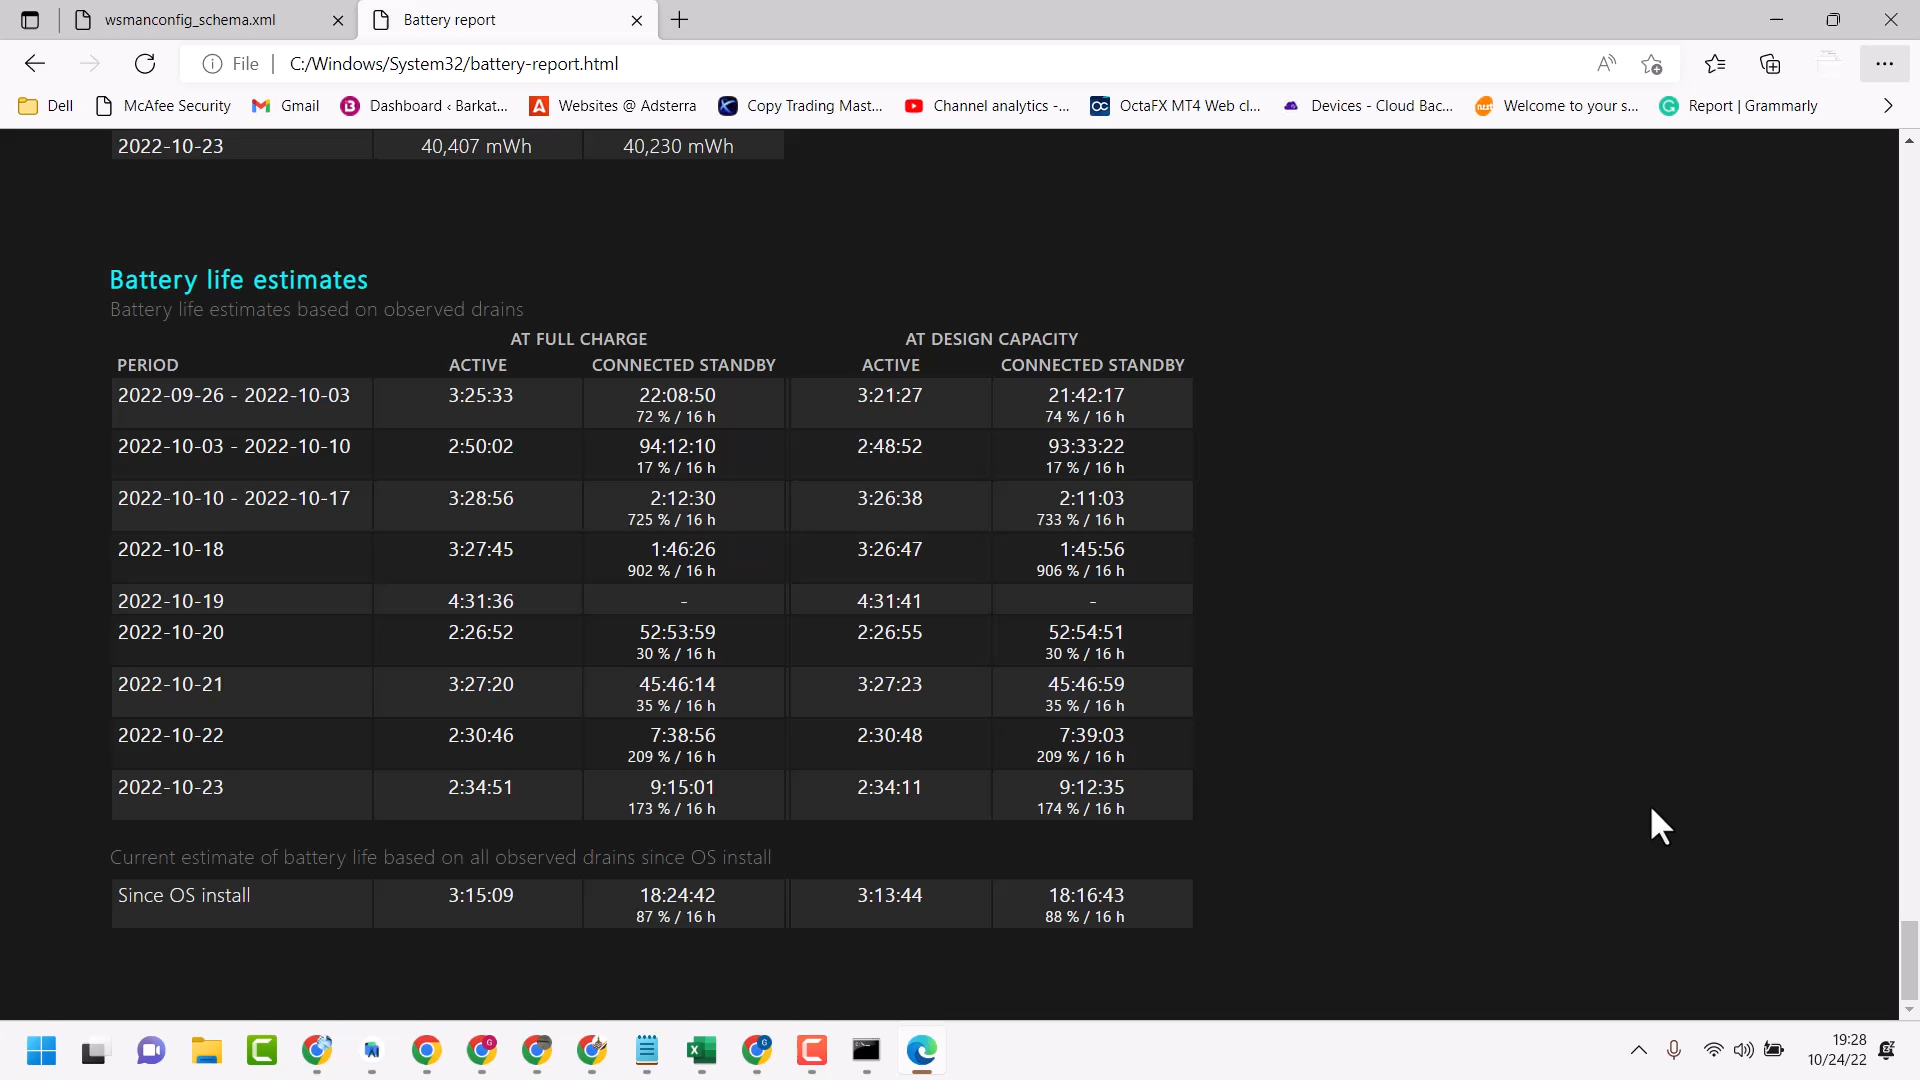 wsmanconfig_schema.xml
Battery report
File
C:/Windows/System32/battery-report.html
Dell
McAfee Security
Gmail
Dashboard ‹ Barkat...
Websites @ Adsterra
Copy Trading Mast...
Channel analytics -...
OctaFX MT4 Web cl...
Devices - Cloud Bac...
Welcome to your s...
Report | Grammarly
2022-10-23 40,407 mWh 40,230 mWh
Battery life estimates
Battery life estimates based on observed drains
AT FULL CHARGE AT DESIGN CAPACITY
PERIOD ACTIVE CONNECTED STANDBY ACTIVE CONNECTED STANDBY
2022-09-26 - 2022-10-03 3:25:33 22:08:50 3:21:27 21:42:17
72 % / 16 h 74 % / 16 h
2022-10-03 - 2022-10-10 2:50:02 94:12:10 2:48:52 93:33:22
17 % / 16 h 17 % / 16 h
2022-10-10 - 2022-10-17 3:28:56 2:12:30 3:26:38 2:11:03
725 % / 16 h 733 % / 16 h
2022-10-18 3:27:45 1:46:26 3:26:47 1:45:56
902 % / 16 h 906 % / 16 h
2022-10-19 4:31:36 - 4:31:41 -
2022-10-20 2:26:52 52:53:59 2:26:55 52:54:51
30 % / 16 h 30 % / 16 h
2022-10-21 3:27:20 45:46:14 3:27:23 45:46:59
35 % / 16 h 35 % / 16 h
2022-10-22 2:30:46 7:38:56 2:30:48 7:39:03
209 % / 16 h 209 % / 16 h
2022-10-23 2:34:51 9:15:01 2:34:11 9:12:35
173 % / 16 h 174 % / 16 h
Current estimate of battery life based on all observed drains since OS install
Since OS install 3:15:09 18:24:42 3:13:44 18:16:43
87 % / 16 h 88 % / 16 h
19:28
10/24/22